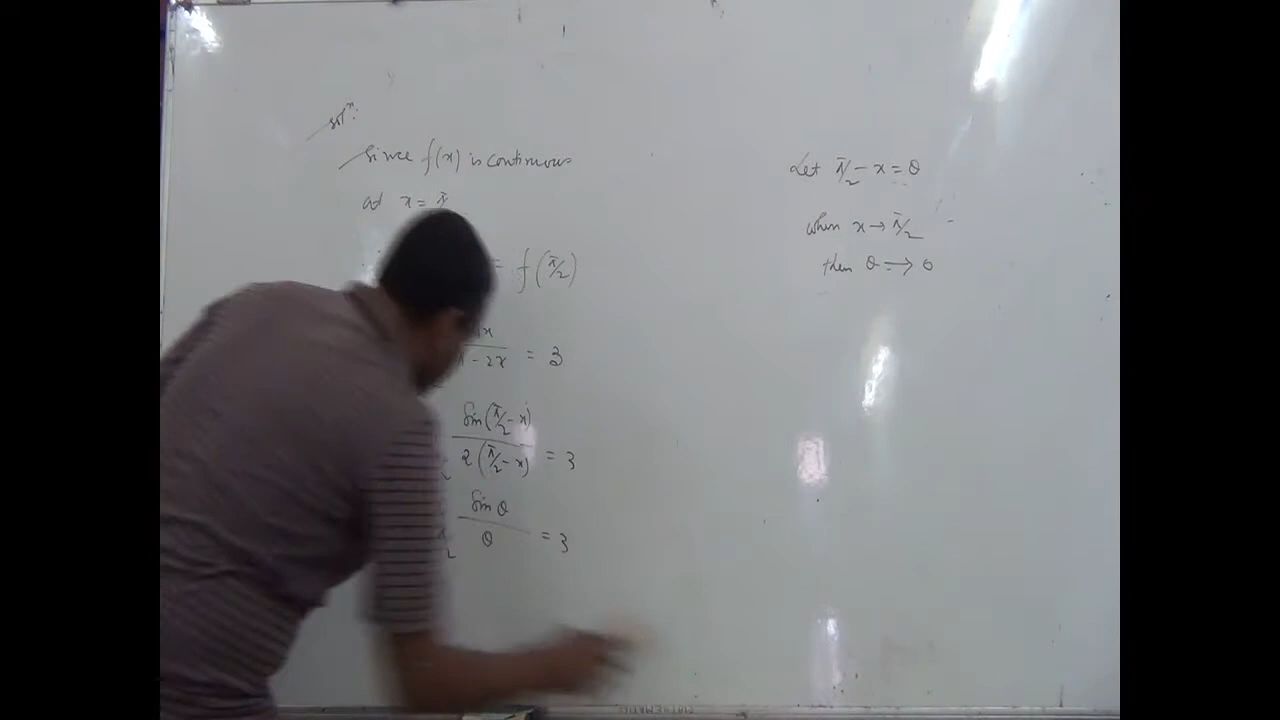 Solⁿ:
Since f(x) is continuous
at x = π
= f(π/2)
π - 2x = 3
Sin(π/2 - x)
2(π/2 - x) = 3
Sin θ
θ = 3
Let π/2 - x = θ
when x → π/2
then θ → 0